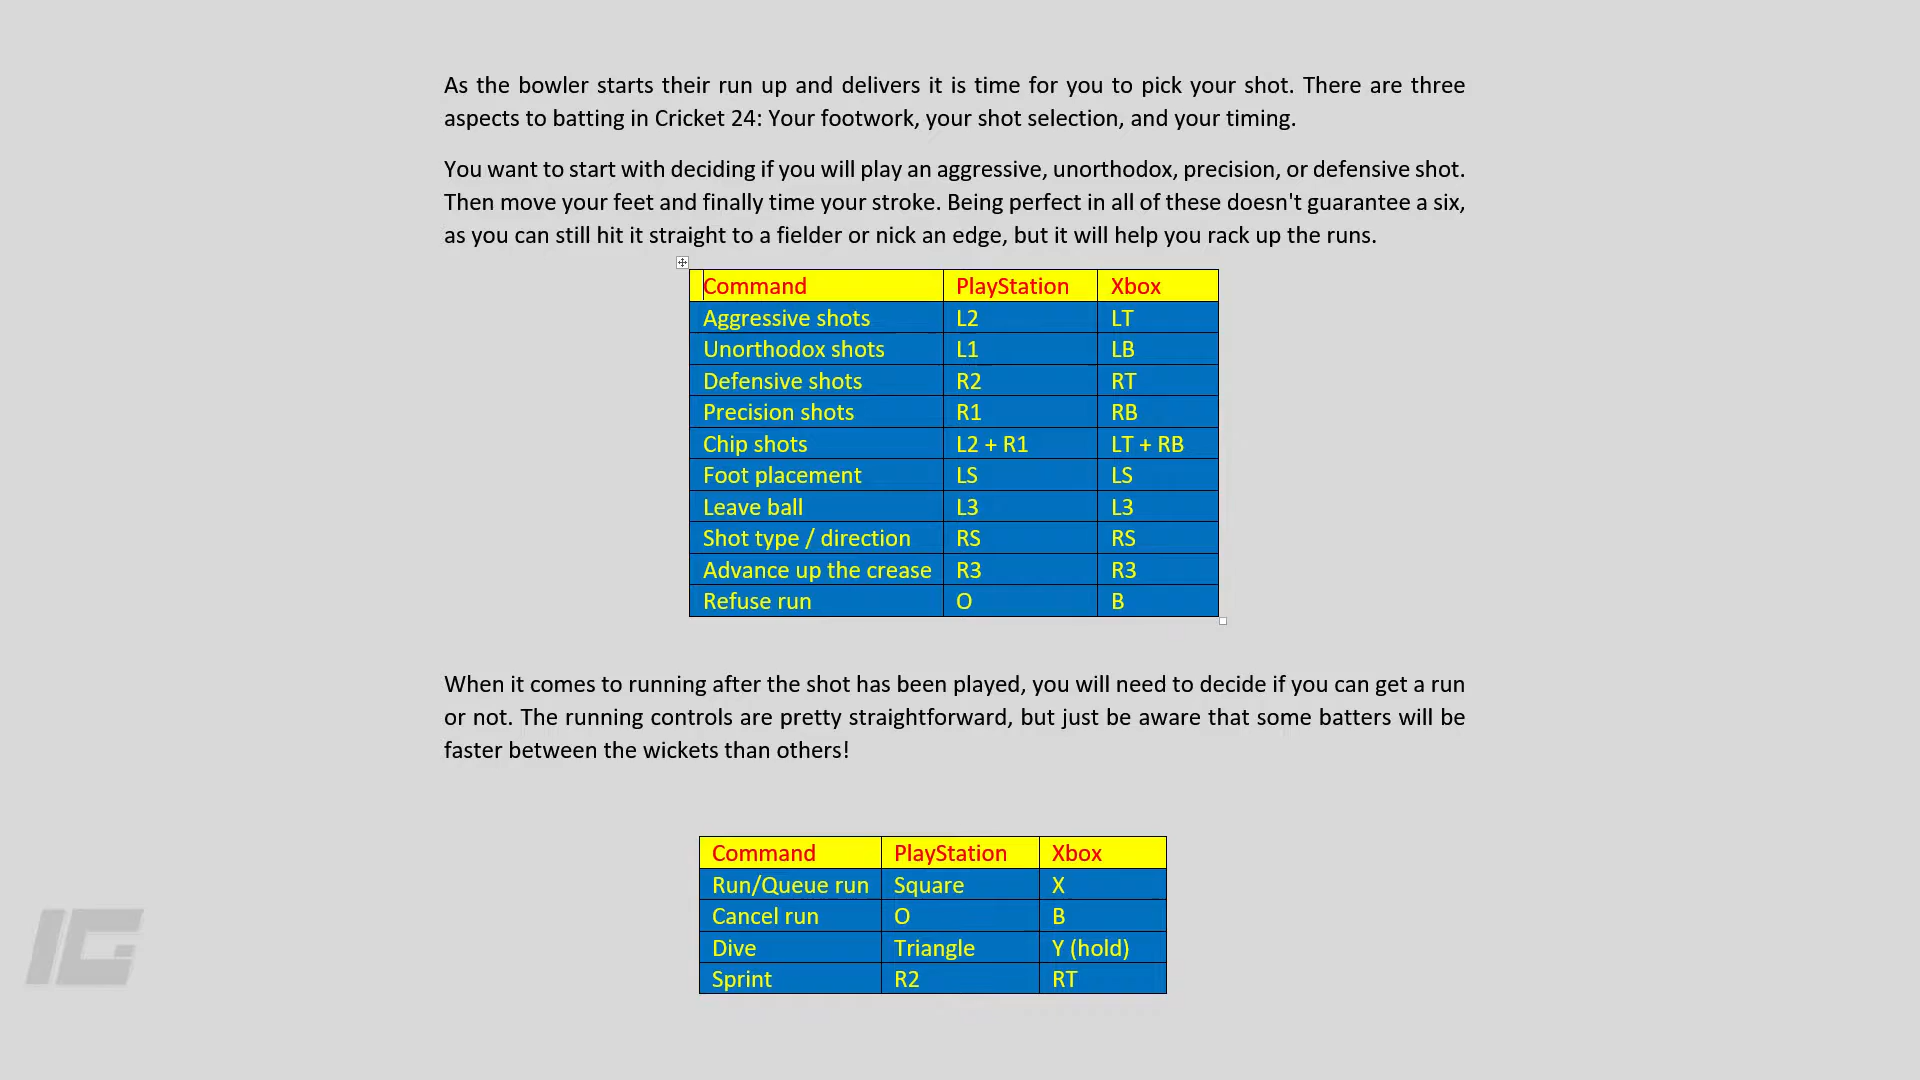 As the bowler starts their run up and delivers it is time for you to pick your shot. There are three
aspects to batting in Cricket 24: Your footwork, your shot selection, and your timing.
You want to start with deciding if you will play an aggressive, unorthodox, precision, or defensive shot.
Then move your feet and finally time your stroke. Being perfect in all of these doesn't guarantee a six,
as you can still hit it straight to a fielder or nick an edge, but it will help you rack up the runs.
Command PlayStation Xbox
Aggressive shots L2 LT
Unorthodox shots L1 LB
Defensive shots R2 RT
Precision shots R1 RB
Chip shots L2 + R1 LT + RB
Foot placement LS LS
Leave ball L3 L3
Shot type / direction RS RS
Advance up the crease R3 R3
Refuse run O B
When it comes to running after the shot has been played, you will need to decide if you can get a run
or not. The running controls are pretty straightforward, but just be aware that some batters will be
faster between the wickets than others!
Command PlayStation Xbox
Run/Queue run Square X
Cancel run O B
Dive Triangle Y (hold)
Sprint R2 RT
IG